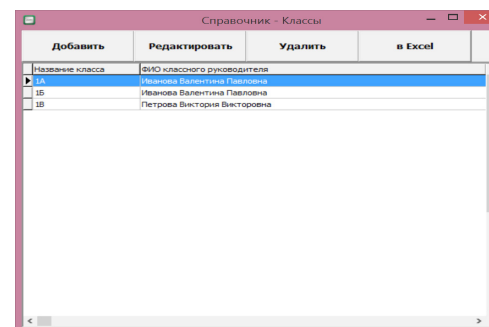 Справочник - Классы
Добавить Редактировать Удалить в Excel
Название класса ФИО классного руководителя
1А Иванова Валентина Павловна
1Б Иванова Валентина Павловна
1В Петрова Виктория Викторовна